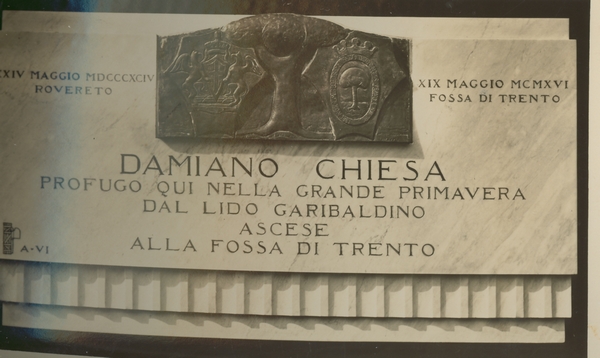 XXIV MAGGIO MDCCCXCIV
ROVERETO
XIX MAGGIO MCMXVI
FOSSA DI TRENTO
DAMIANO CHIESA
PROFUGO QUI NELLA GRANDE PRIMAVERA
DAL LIDO GARIBALDINO
ASCESE
ALLA FOSSA DI TRENTO
A·VI